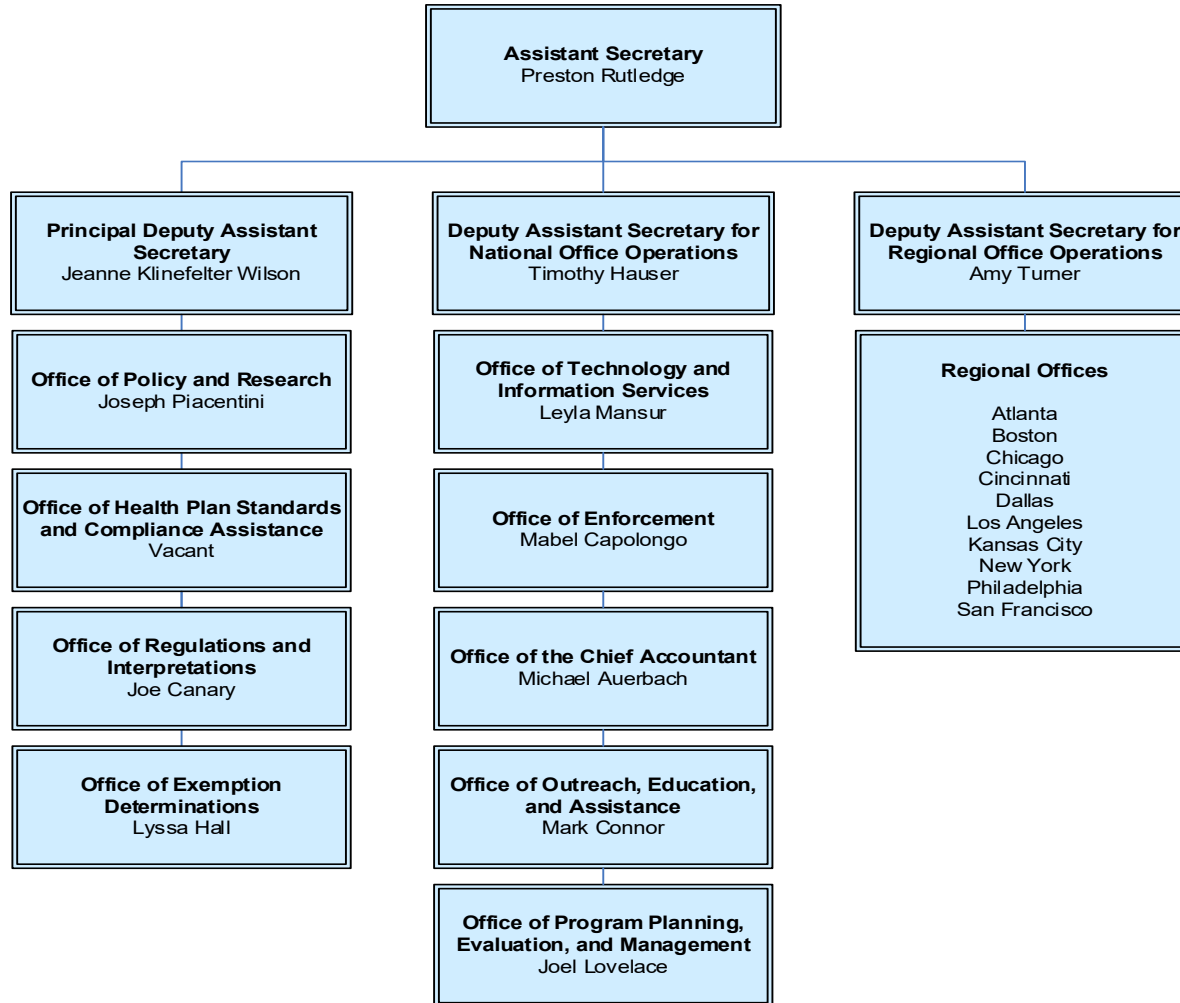 Assistant Secretary
Preston Rutledge
Principal Deputy Assistant
Secretary
Jeanne Klinefelter Wilson
Deputy Assistant Secretary for
National Office Operations
Timothy Hauser
Deputy Assistant Secretary for
Regional Office Operations
Amy Turner
Office of Policy and Research
Joseph Piacentini
Office of Health Plan Standards
and Compliance Assistance
Vacant
Office of Regulations and
Interpretations
Joe Canary
Office of Exemption
Determinations
Lyssa Hall
Office of Technology and
Information Services
Leyla Mansur
Office of Enforcement
Mabel Capolongo
Office of the Chief Accountant
Michael Auerbach
Office of Outreach, Education,
and Assistance
Mark Connor
Office of Program Planning,
Evaluation, and Management
Joel Lovelace
Regional Offices
Atlanta
Boston
Chicago
Cincinnati
Dallas
Los Angeles
Kansas City
New York
Philadelphia
San Francisco